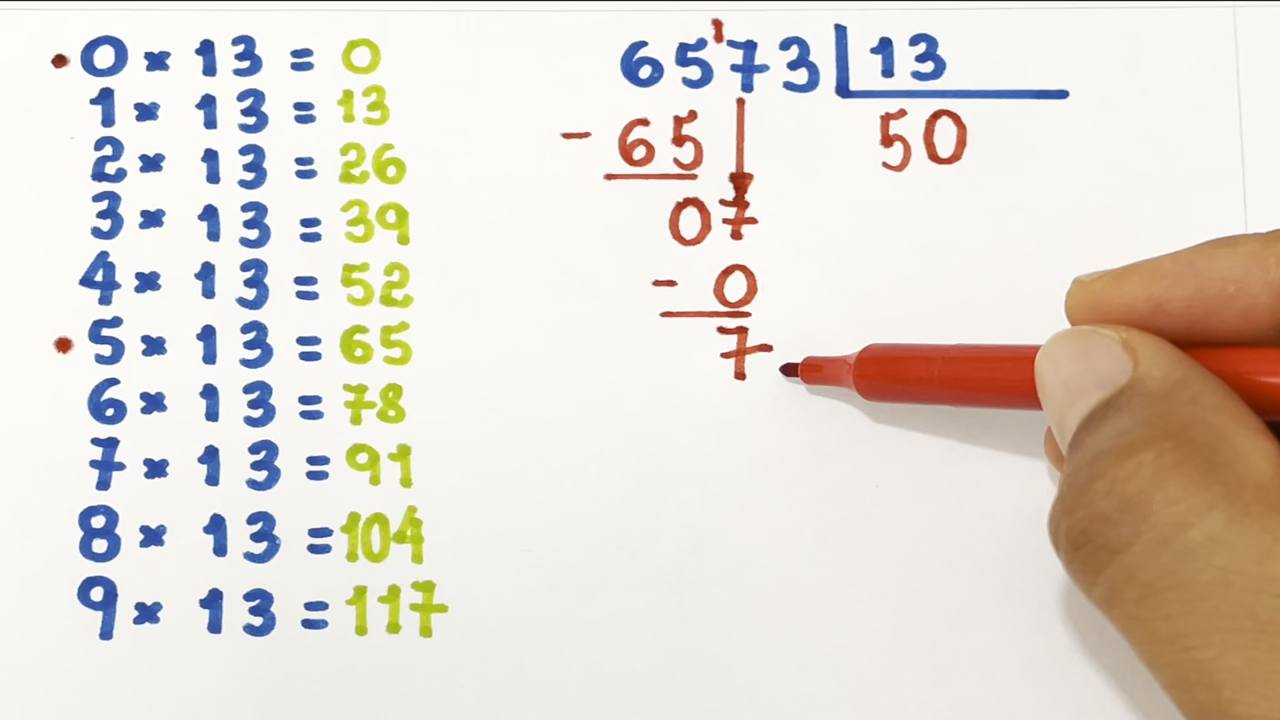 0 × 13 = 0
1 × 13 = 13
2 × 13 = 26
3 × 13 = 39
4 × 13 = 52
5 × 13 = 65
6 × 13 = 78
7 × 13 = 91
8 × 13 = 104
9 × 13 = 117
6573 13
- 65 50
07
- 0
7